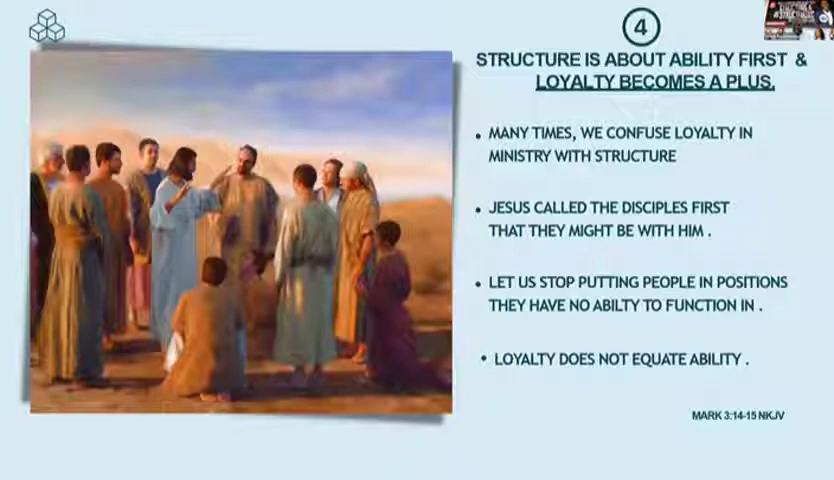 4
STRUCTURE IS ABOUT ABILITY FIRST &
LOYALTY BECOMES A PLUS.
• MANY TIMES, WE CONFUSE LOYALTY IN
MINISTRY WITH STRUCTURE
• JESUS CALLED THE DISCIPLES FIRST
THAT THEY MIGHT BE WITH HIM .
• LET US STOP PUTTING PEOPLE IN POSITIONS
THEY HAVE NO ABILTY TO FUNCTION IN .
• LOYALTY DOES NOT EQUATE ABILITY .
MARK 3:14-15 NKJV